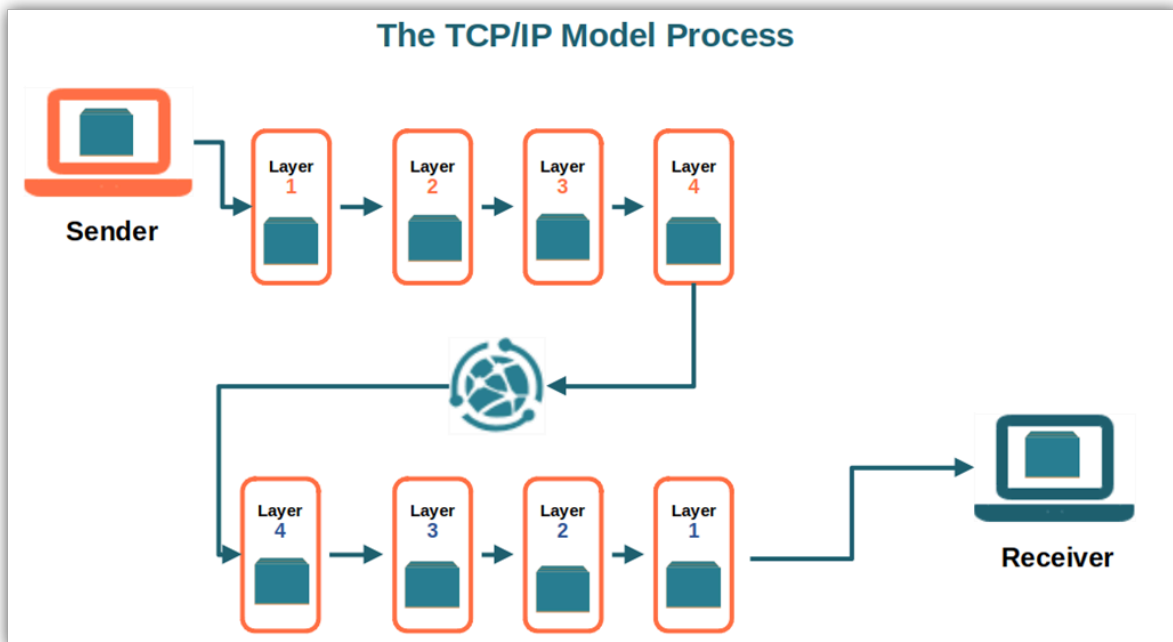 The TCP/IP Model Process
Sender
Layer
1
Layer
2
Layer
3
Layer
4
Layer
4
Layer
3
Layer
2
Layer
1
Receiver